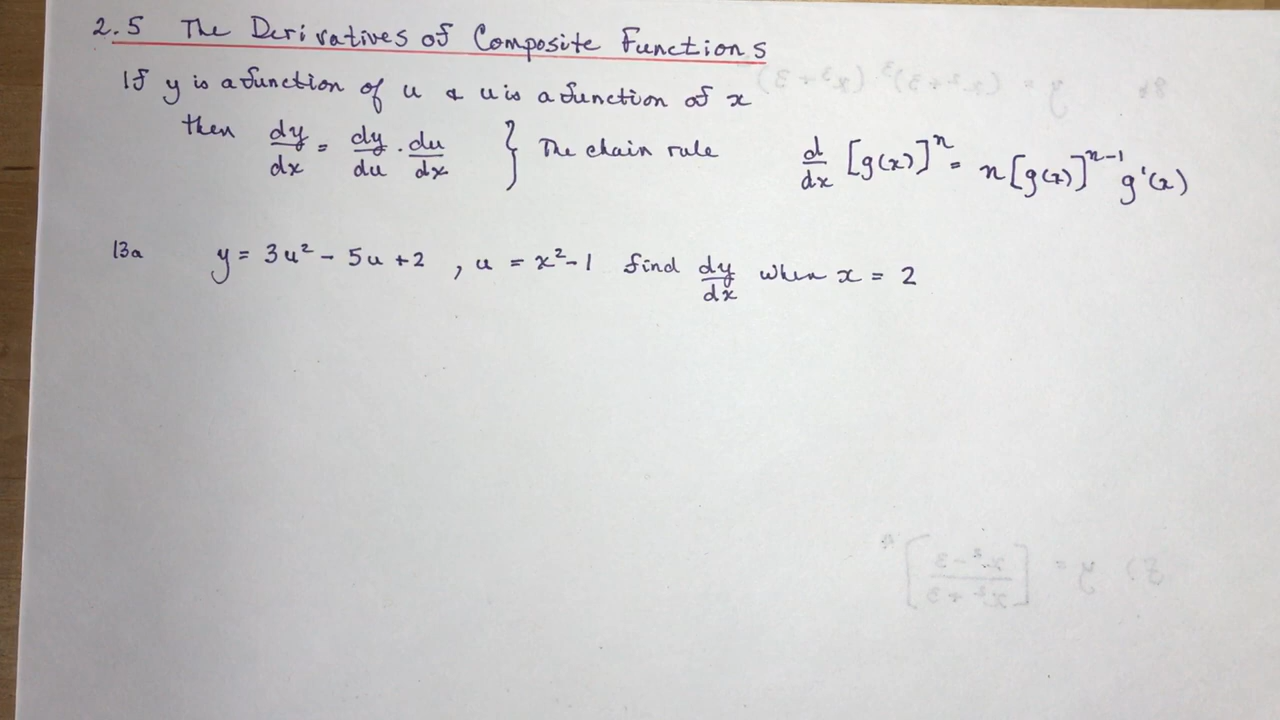 2.5 The Derivatives of Composite Functions
If y is a function of u & u is a function of x
then dy/dx = dy/du . du/dx } The chain rule
d/dx [g(x)]^n = n[g(x)]^(n-1) g'(x)
13a y = 3u² - 5u + 2 , u = x² - 1 find dy/dx when x = 2